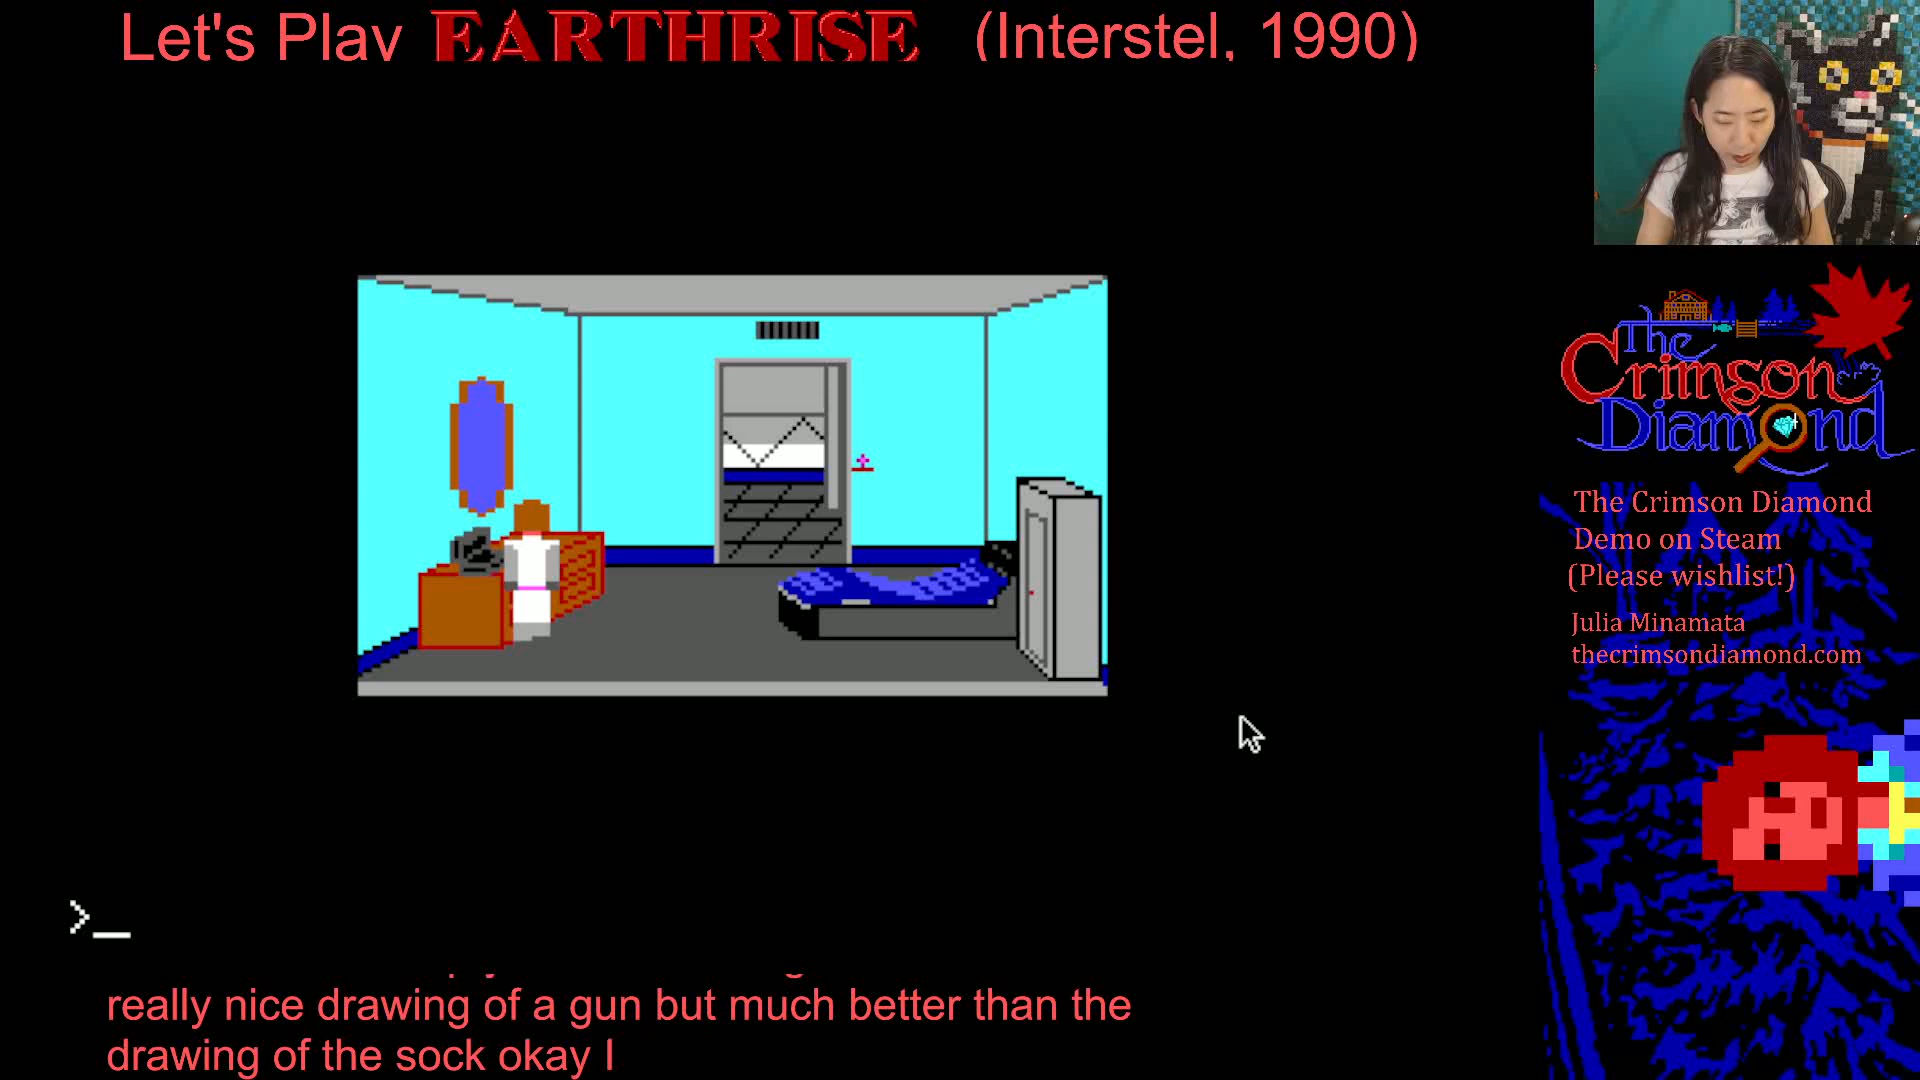 Let's Play EARTHRISE (Interstel, 1990)
The
Crimson
Diamond
The Crimson Diamond
Demo on Steam
(Please wishlist!)
Julia Minamata
thecrimsondiamond.com
>_
really nice drawing of a gun but much better than the
drawing of the sock okay I